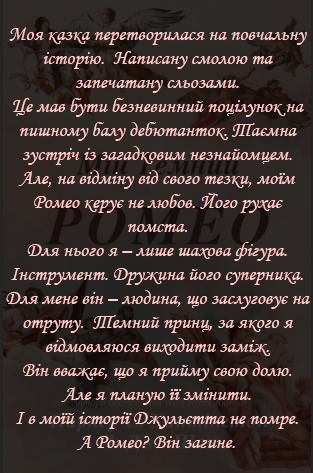 Моя казка перетворилася на повчальну
історію. Написану смолою та
запечатану сльозами.
Це мав бути безневинний поцілунок на
пишному балу дебютанток. Таємна
зустріч із загадковим незнайомцем.
Але, на відміну від свого тезки, моїм
Ромео керує не любов. Його рухає
помста.
Для нього я – лише шахова фігура.
Інструмент. Дружина його суперника.
Для мене він – людина, що заслуговує на
отруту. Темний принц, за якого я
відмовляюся виходити заміж.
Він вважає, що я прийму свою долю.
Але я планую її змінити.
І в моїй історії Джульєтта не помре.
А Ромео? Він загине.
РОМЕО